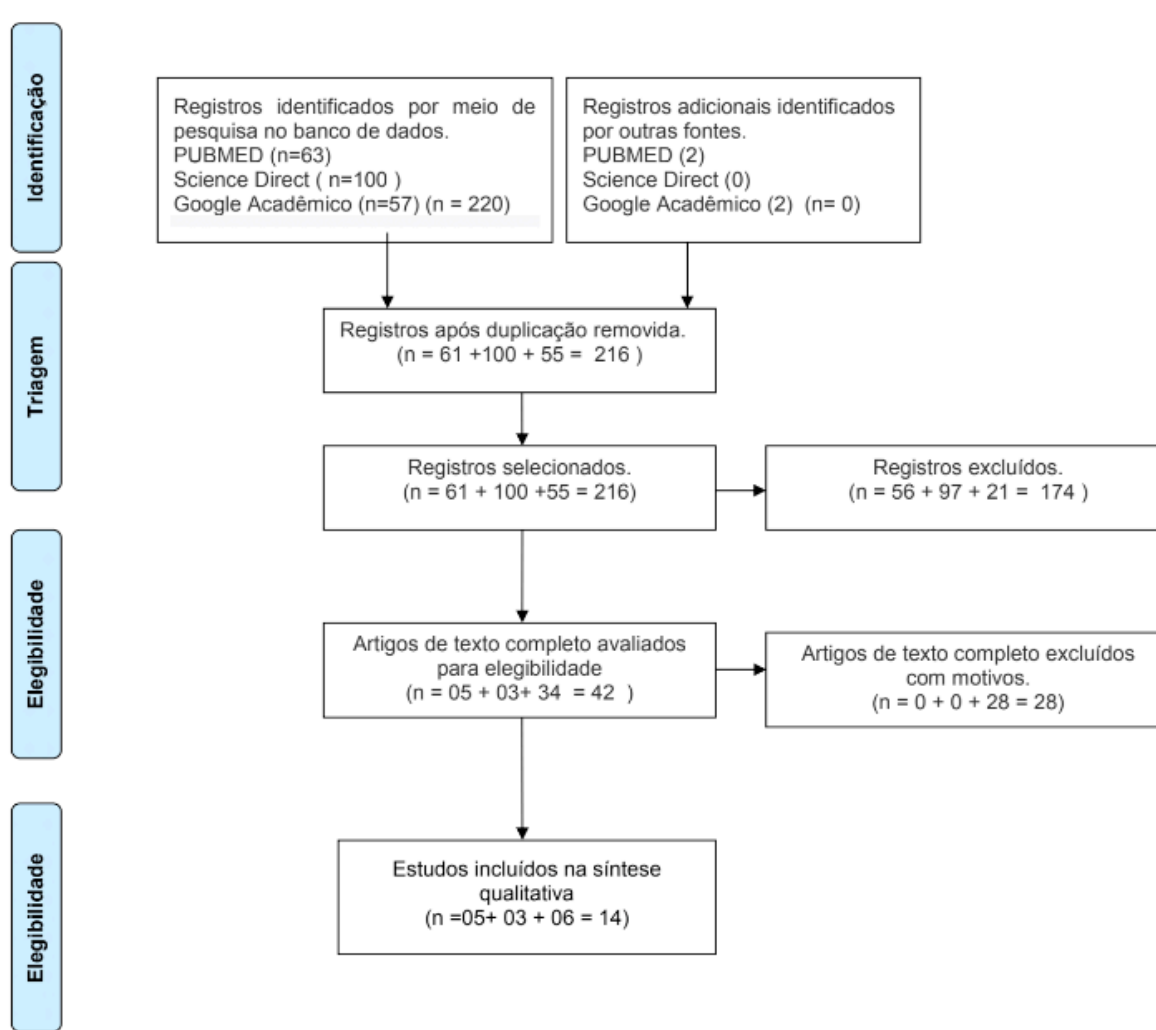 Identificação
Registros identificados por meio de
pesquisa no banco de dados.
PUBMED (n=63)
Science Direct ( n=100 )
Google Acadêmico (n=57) (n = 220)
Registros adicionais identificados
por outras fontes.
PUBMED (2)
Science Direct (0)
Google Acadêmico (2) (n= 0)
Triagem
Registros após duplicação removida.
(n = 61 +100 + 55 = 216 )
Registros selecionados.
(n = 61 + 100 +55 = 216)
Registros excluídos.
(n = 56 + 97 + 21 = 174 )
Elegibilidade
Artigos de texto completo avaliados
para elegibilidade
(n = 05 + 03+ 34 = 42 )
Artigos de texto completo excluídos
com motivos.
(n = 0 + 0 + 28 = 28)
Elegibilidade
Estudos incluídos na síntese
qualitativa
(n =05+ 03 + 06 = 14)